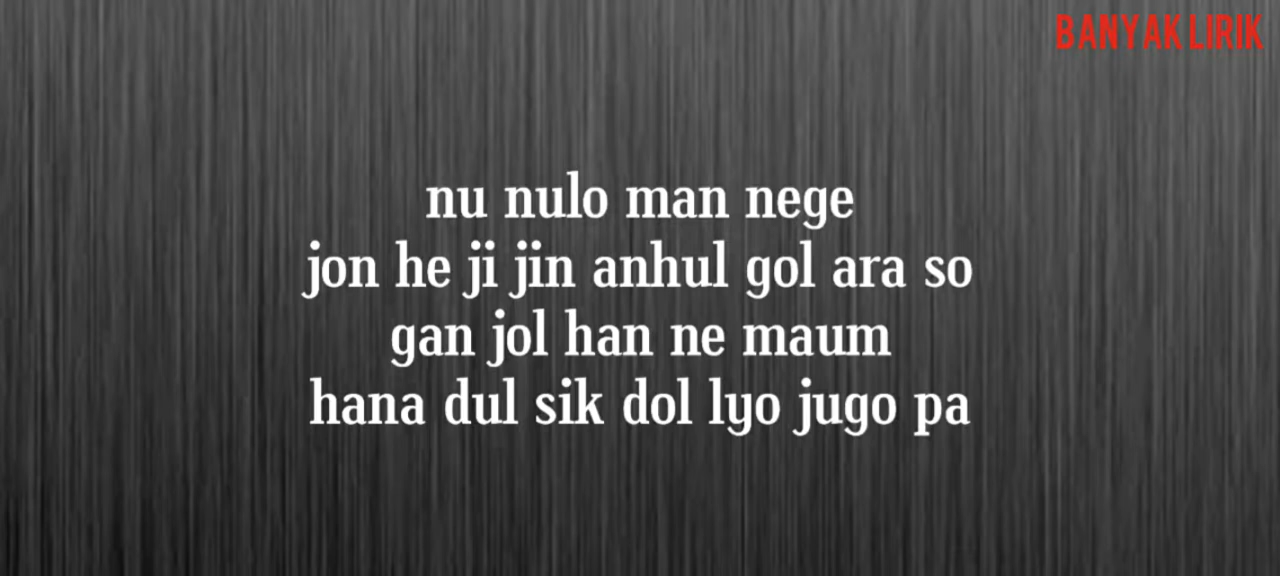 BANYAK LIRIK
nu nulo man nege
jon he ji jin anhul gol ara so
gan jol han ne maum
hana dul sik dol lyo jugo pa